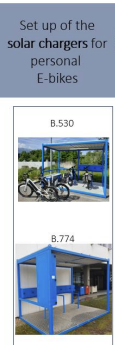 Set up of the
solar chargers for
personal
E-bikes
B.530
B.774